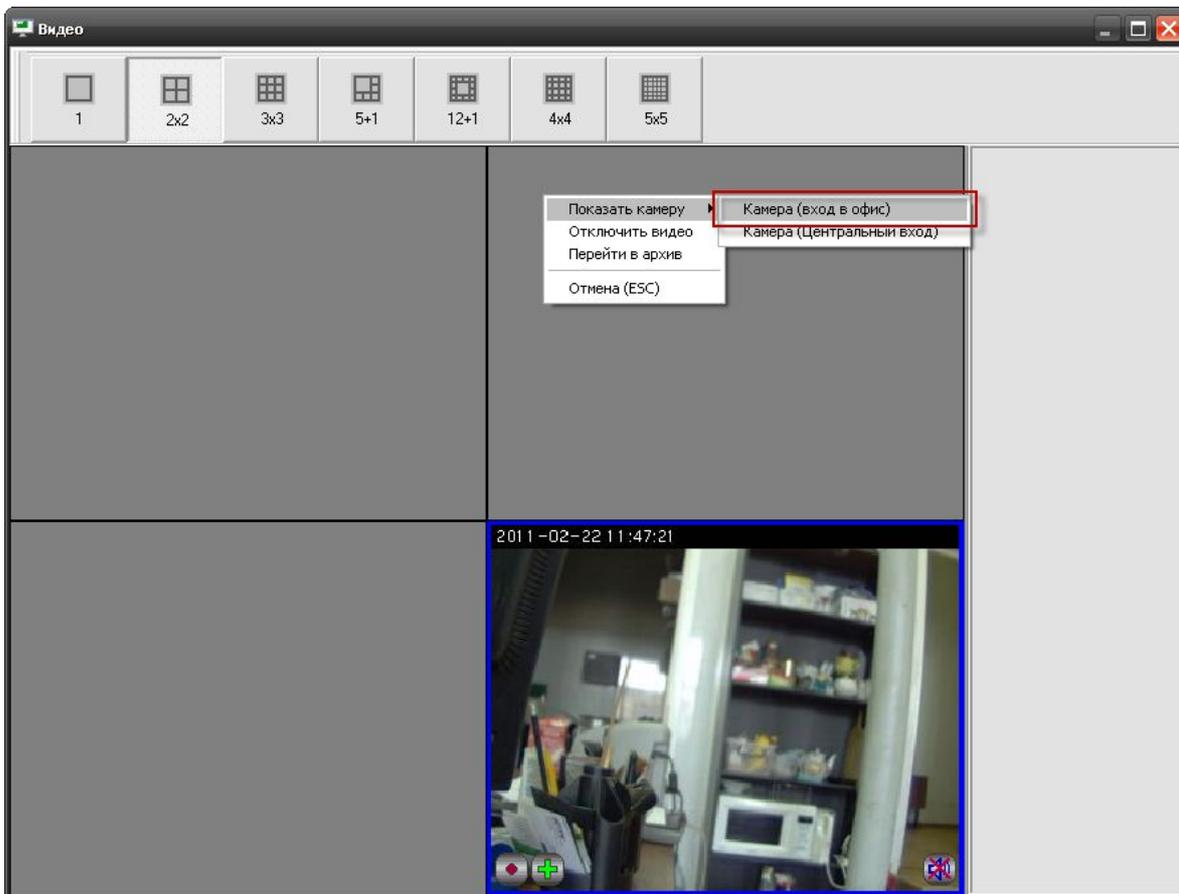 Видео
1
2x2
3x3
5+1
12+1
4x4
5x5
Показать камеру
Отключить видео
Перейти в архив
Отмена (ESC)
Камера (вход в офис)
Камера (Центральный вход)
2011-02-22 11:47:21